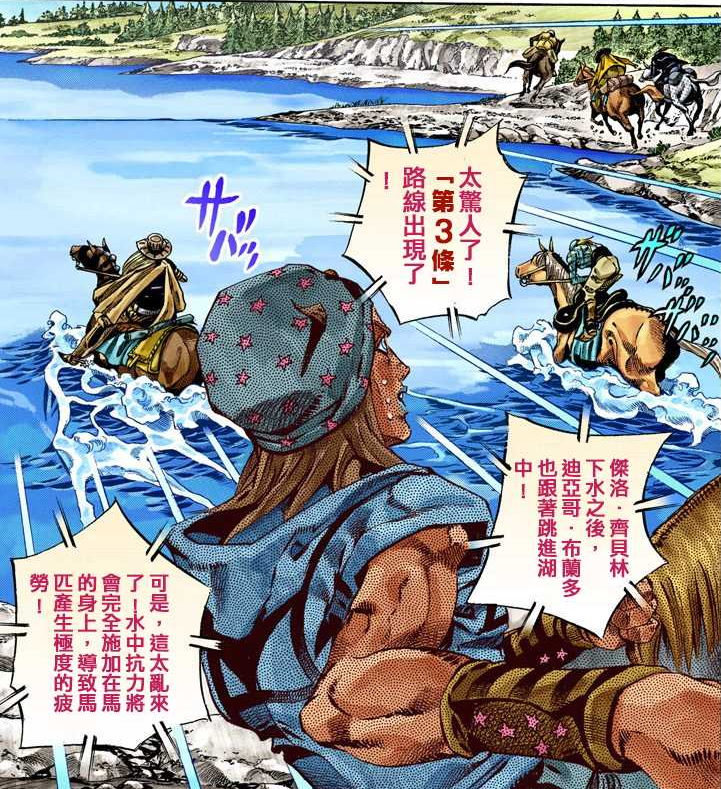 太驚人了！
「第3條」
路線出現了
！
傑洛．齊貝林
下水之後，
迪亞哥．布蘭多
也跟著跳進湖
中！
可是，這太亂來
了！水中抗力將
會完全施加在馬
的身上，導致馬
匹產生極度的疲
勞！
ザバッ